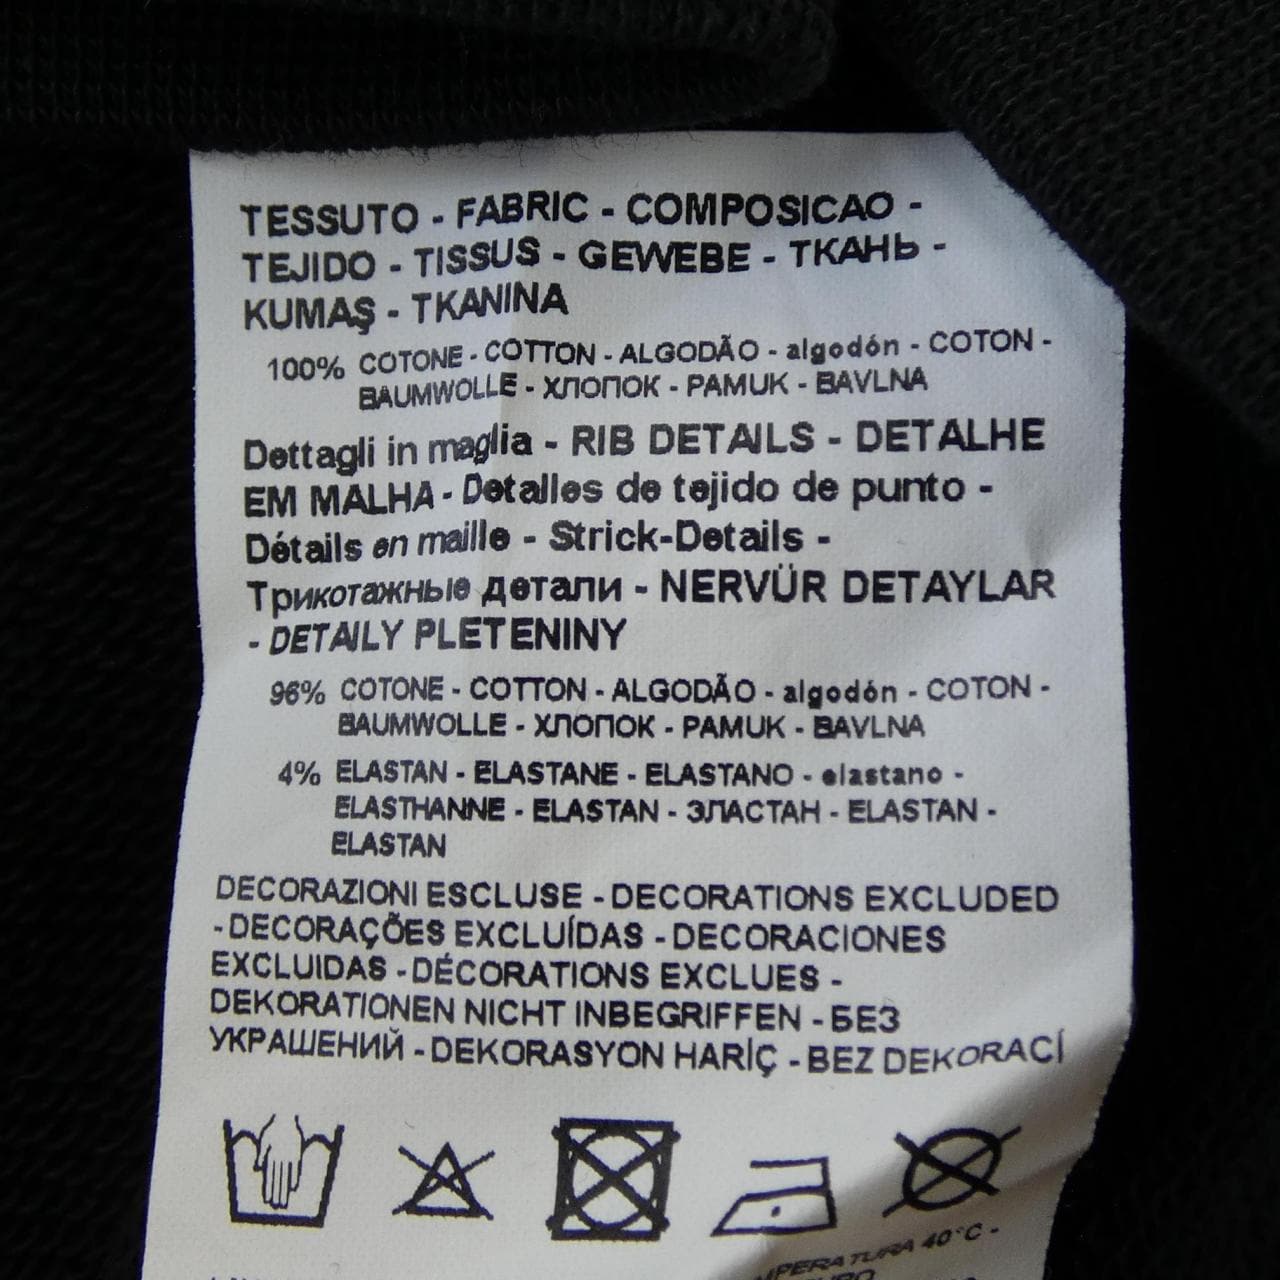 TESSUTO - FABRIC - COMPOSICAO -
TEJIDO - TISSUS - GEWEBE - ТКАНЬ -
KUMAŞ - TKANINA
100% COTONE - COTTON - ALGODÃO - algodón - COTON -
BAUMWOLLE - ХЛОПОК - PAMUK - BAVLNA
Dettagli in maglia - RIB DETAILS - DETALHE
EM MALHA - Detalles de tejido de punto -
Détails en maille - Strick-Details -
Трикотажные детали - NERVÜR DETAYLAR
- DETAILY PLETENINY
96% COTONE - COTTON - ALGODÃO - algodón - COTON -
BAUMWOLLE - ХЛОПОК - PAMUK - BAVLNA
4% ELASTAN - ELASTANE - ELASTANO - elastano -
ELASTHANNE - ELASTAN - ЭЛАСТАН - ELASTAN -
ELASTAN
DECORAZIONI ESCLUSE - DECORATIONS EXCLUDED
- DECORAÇÕES EXCLUÍDAS - DECORACIONES
EXCLUIDAS - DÉCORATIONS EXCLUES -
DEKORATIONEN NICHT INBEGRIFFEN - БЕЗ
УКРАШЕНИЙ - DEKORASYON HARİÇ - BEZ DEKORACÍ
40°C -